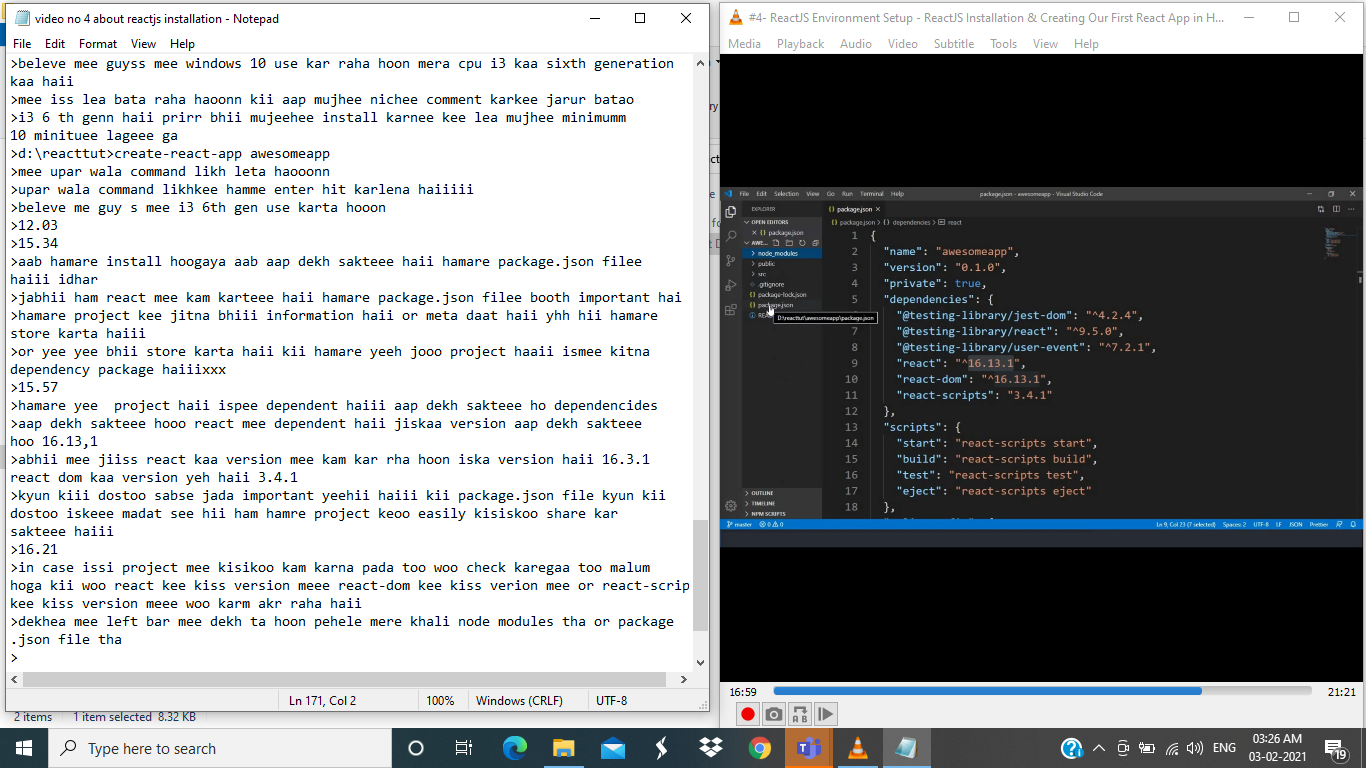 video no 4 about reactjs installation - Notepad
File Edit Format View Help
>beleve mee guyss mee windows 10 use kar raha hoon mera cpu i3 kaa sixth generation
kaa haii
>mee iss lea bata raha haoonn kii aap mujhee nichee comment karkee jarur batao
>i3 6 th genn haii prirr bhii mujeehee install karnee kee lea mujhee minimumm
10 minituee lageee ga
>d:\reacttut>create-react-app awesomeapp
>mee upar wala command likh leta haooonn
>upar wala command likhkee hamme enter hit karlena haiiiii
>beleve me guy s mee i3 6th gen use karta hooon
>12.03
>15.34
>aab hamare install hoogaya aab aap dekh sakteee haii hamare package.json filee
haiii idhar
>jabhii ham react mee kam karteee haii hamare package.json filee booth important hai
>hamare project kee jitna bhiii information haii or meta daat haii yhh hii hamare
store karta haiii
>or yee yee bhii store karta haii kii hamare yeeh jooo project haaii ismee kitna
dependency package haiiixxx
>15.57
>hamare yee  project haii ispee dependent haiii aap dekh sakteee ho dependencides
>aap dekh sakteee hooo react mee dependent haii jiskaa version aap dekh sakteee
hoo 16.13,1
>abhii mee jiiss react kaa version mee kam kar rha hoon iska version haii 16.3.1
react dom kaa version yeh haii 3.4.1
>kyun kiii dostoo sabse jada important yeehii haiii kii package.json file kyun kii
dostoo iskeee madat see hii ham hamre project keoo easily kisiskoo share kar
sakteee haiii
>16.21
>in case issi project mee kisikoo kam karna pada too woo check karegaa too malum
hoga kii woo react kee kiss version meee react-dom kee kiss verion mee or react-scrip
kee kiss version meee woo karm akr raha haii
>dekhea mee left bar mee dekh ta hoon pehele mere khali node modules tha or package
.json file tha
>
Ln 171, Col 2 100% Windows (CRLF) UTF-8
2 items 1 item selected 8.32 KB
#4- ReactJS Environment Setup - ReactJS Installation & Creating Our First React App in H...
Media Playback Audio Video Subtitle Tools View Help
File Edit Selection View Go Run Terminal Help package.json - awesomeapp - Visual Studio Code
EXPLORER
OPEN EDITORS
package.json
AWE...
node_modules
public
src
.gitignore
package-lock.json
package.json
D:\reacttut\awesomeapp\package.json
OUTLINE
TIMELINE
NPM SCRIPTS
package.json
package.json > dependencies > react
1 {
2 "name": "awesomeapp",
3 "version": "0.1.0",
4 "private": true,
5 "dependencies": {
"@testing-library/jest-dom": "^4.2.4",
7 "@testing-library/react": "^9.5.0",
8 "@testing-library/user-event": "^7.2.1",
9 "react": "^16.13.1",
10 "react-dom": "^16.13.1",
11 "react-scripts": "3.4.1"
12 },
13 "scripts": {
14 "start": "react-scripts start",
15 "build": "react-scripts build",
16 "test": "react-scripts test",
17 "eject": "react-scripts eject"
18 },
master 0 0 Ln 9, Col 23 (7 selected) Spaces: 2 UTF-8 LF JSON Prettier
16:59 21:21
Type here to search
ENG
03:26 AM
03-02-2021
19